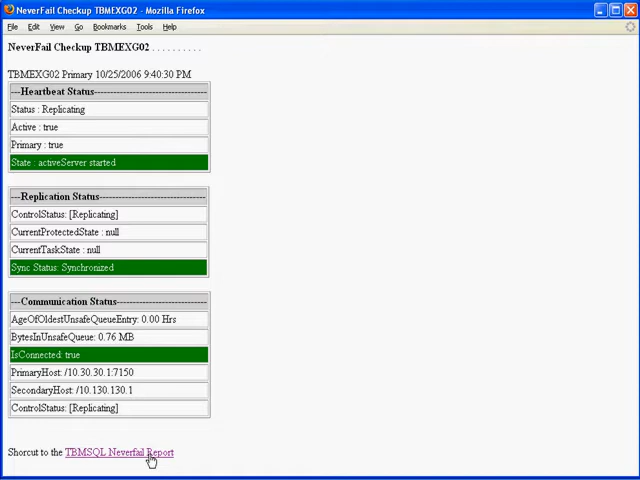 NeverFail Checkup TBMEXG02 - Mozilla Firefox
File Edit View Go Bookmarks Tools Help
NeverFail Checkup TBMEXG02 . . . . . . . . . .
TBMEXG02 Primary 10/25/2006 9:40:30 PM
---Heartbeat Status-----------------------------------
Status : Replicating
Active : true
Primary : true
State : activeServer started
---Replication Status---------------------------------
ControlStatus: [Replicating]
CurrentProtectedState : null
CurrentTaskState : null
Sync Status: Synchronized
---Communication Status---------------------------
AgeOfOldestUnsafeQueueEntry: 0.00 Hrs
BytesInUnsafeQueue: 0.76 MB
IsConnected: true
PrimaryHost: /10.30.30.1:7150
SecondaryHost: /10.130.130.1
ControlStatus: [Replicating]
Shorcut to the TBMSQL Neverfail Report